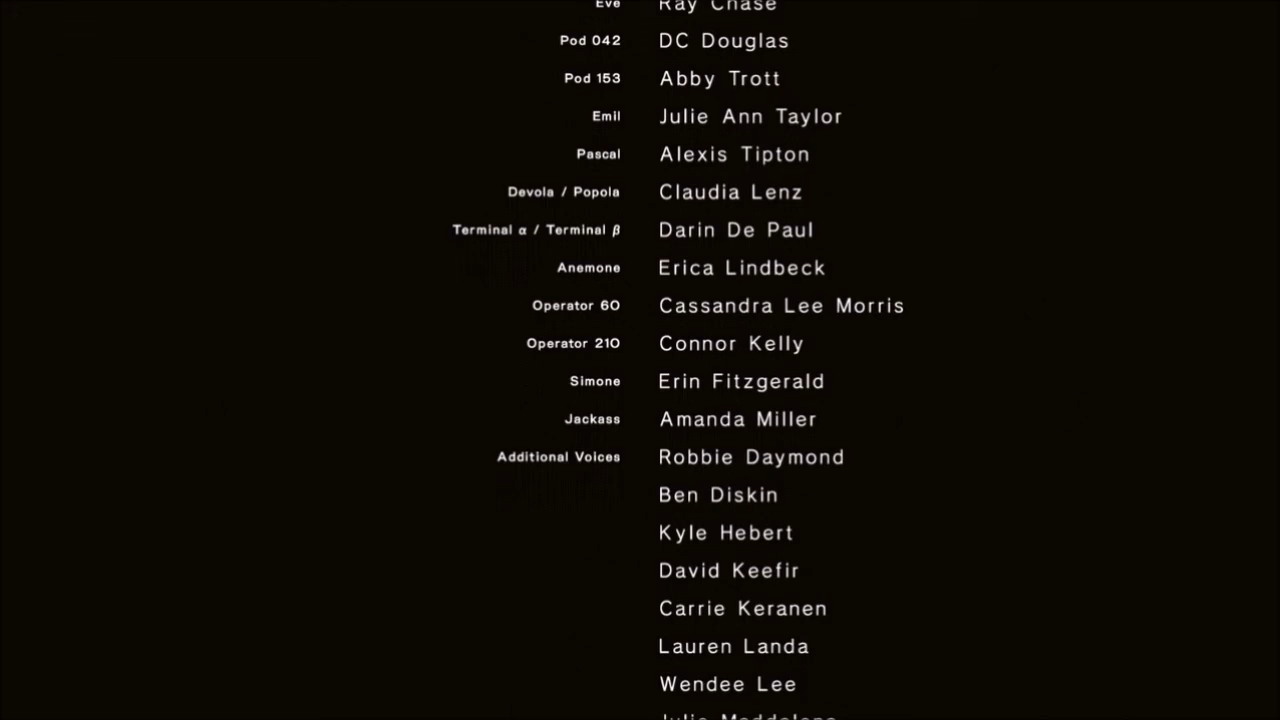 Eve Ray Chase
Pod 042 DC Douglas
Pod 153 Abby Trott
Emil Julie Ann Taylor
Pascal Alexis Tipton
Devola / Popola Claudia Lenz
Terminal α / Terminal β Darin De Paul
Anemone Erica Lindbeck
Operator 6O Cassandra Lee Morris
Operator 21O Connor Kelly
Simone Erin Fitzgerald
Jackass Amanda Miller
Additional Voices Robbie Daymond
Ben Diskin
Kyle Hebert
David Keefir
Carrie Keranen
Lauren Landa
Wendee Lee